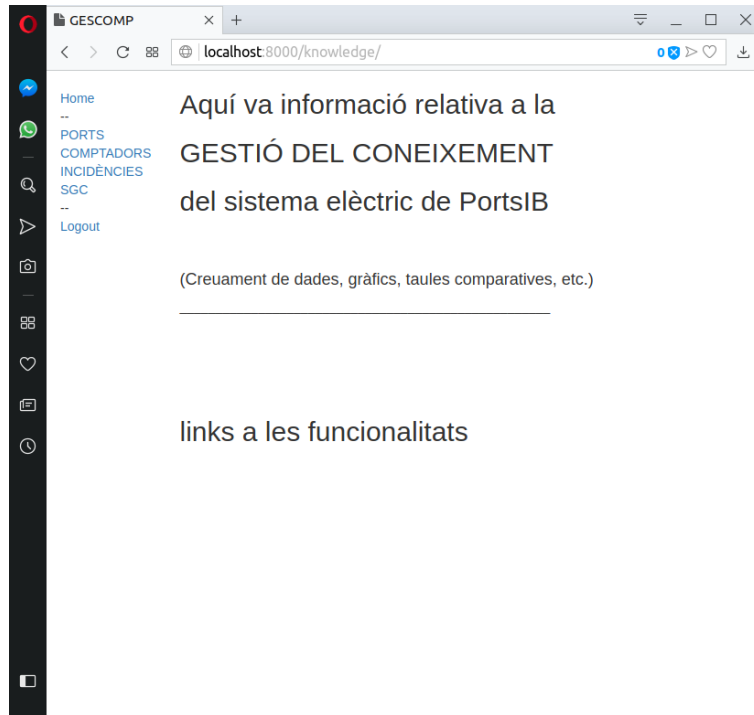 GESCOMP
localhost:8000/knowledge/
0
Home
--
PORTS
COMPTADORS
INCIDÈNCIES
SGC
--
Logout
Aquí va informació relativa a la
GESTIÓ DEL CONEIXEMENT
del sistema elèctric de PortsIB
(Creuament de dades, gràfics, taules comparatives, etc.)
links a les funcionalitats